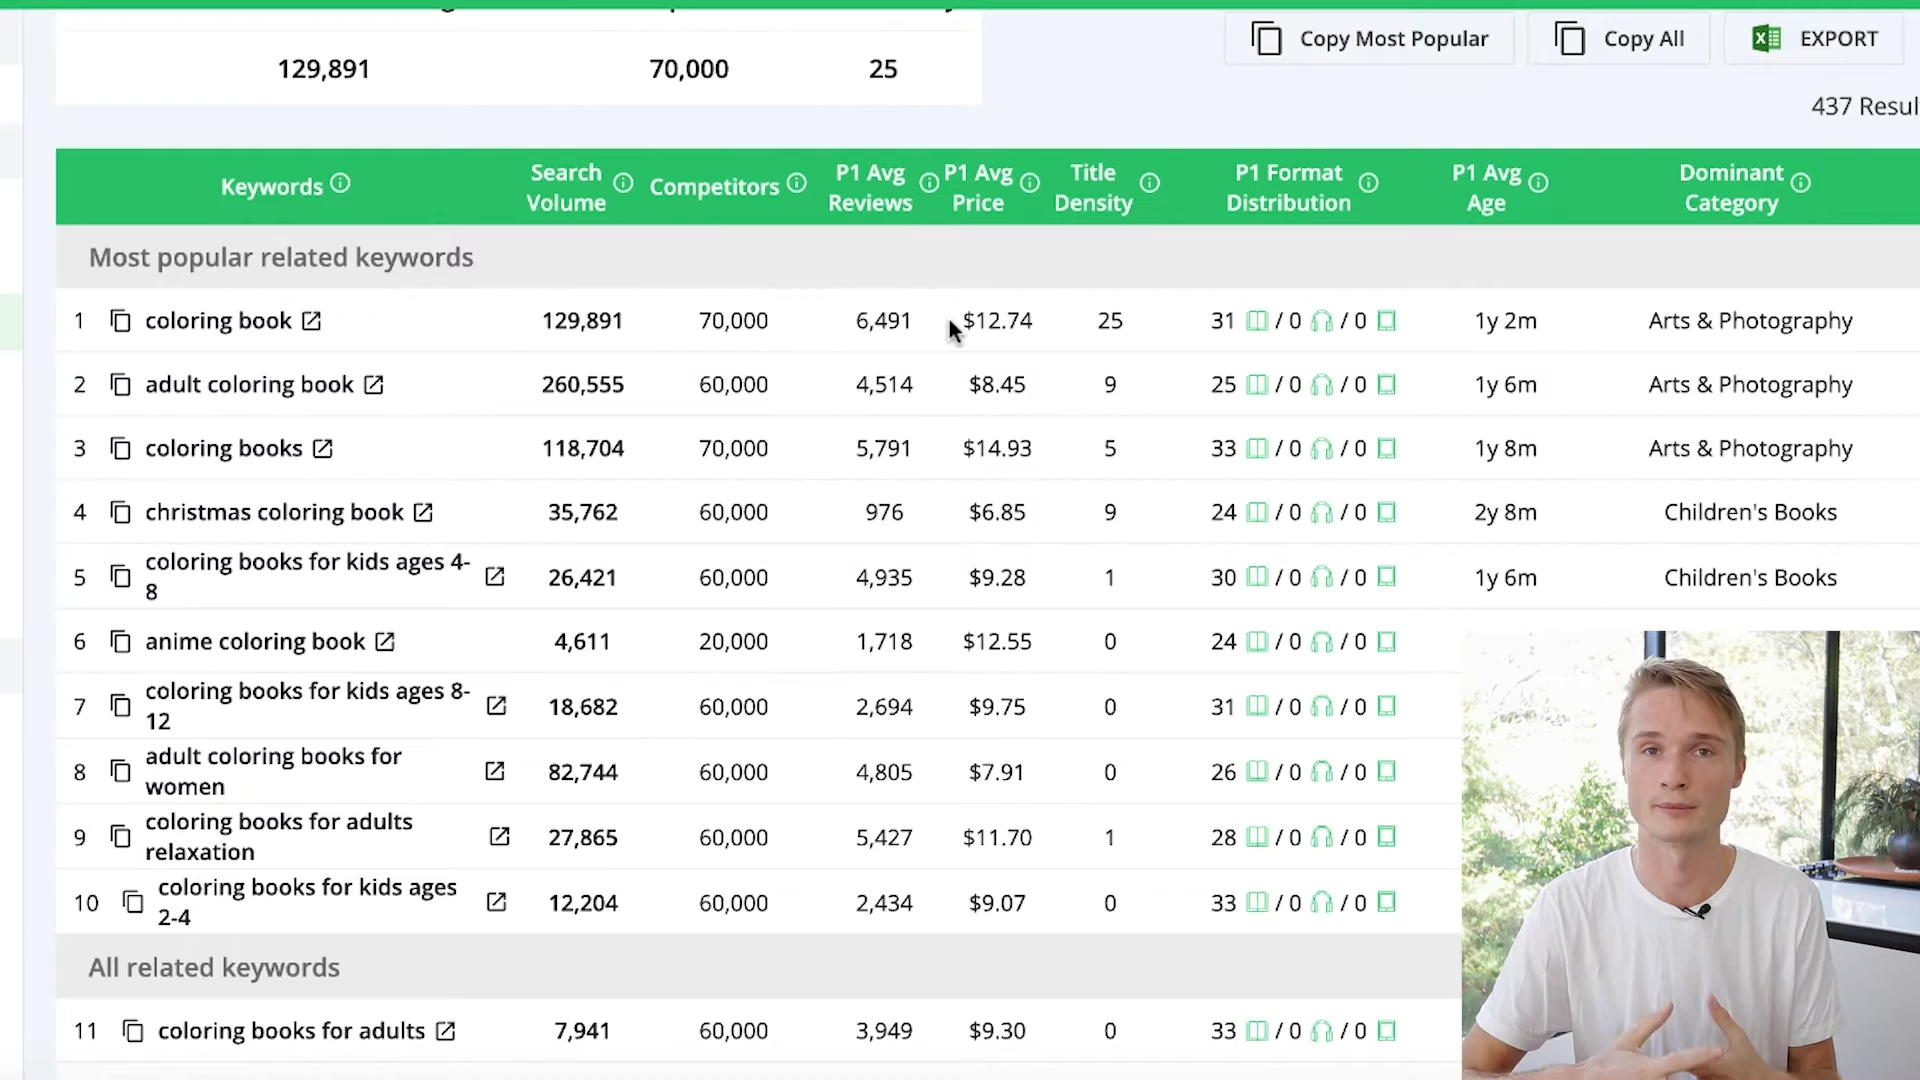 Copy Most Popular Copy All EXPORT
129,891 70,000 25
437 Resul
Keywords Search Volume Competitors P1 Avg Reviews P1 Avg Price Title Density P1 Format Distribution P1 Avg Age Dominant Category
Most popular related keywords
1 coloring book 129,891 70,000 6,491 $12.74 25 31 / 0 / 0 1y 2m Arts & Photography
2 adult coloring book 260,555 60,000 4,514 $8.45 9 25 / 0 / 0 1y 6m Arts & Photography
3 coloring books 118,704 70,000 5,791 $14.93 5 33 / 0 / 0 1y 8m Arts & Photography
4 christmas coloring book 35,762 60,000 976 $6.85 9 24 / 0 / 0 2y 8m Children's Books
5 coloring books for kids ages 4-8 26,421 60,000 4,935 $9.28 1 30 / 0 / 0 1y 6m Children's Books
6 anime coloring book 4,611 20,000 1,718 $12.55 0 24 / 0 / 0
7 coloring books for kids ages 8-12 18,682 60,000 2,694 $9.75 0 31 / 0 / 0
8 adult coloring books for women 82,744 60,000 4,805 $7.91 0 26 / 0 / 0
9 coloring books for adults relaxation 27,865 60,000 5,427 $11.70 1 28 / 0 / 0
10 coloring books for kids ages 2-4 12,204 60,000 2,434 $9.07 0 33 / 0 / 0
All related keywords
11 coloring books for adults 7,941 60,000 3,949 $9.30 0 33 / 0 / 0